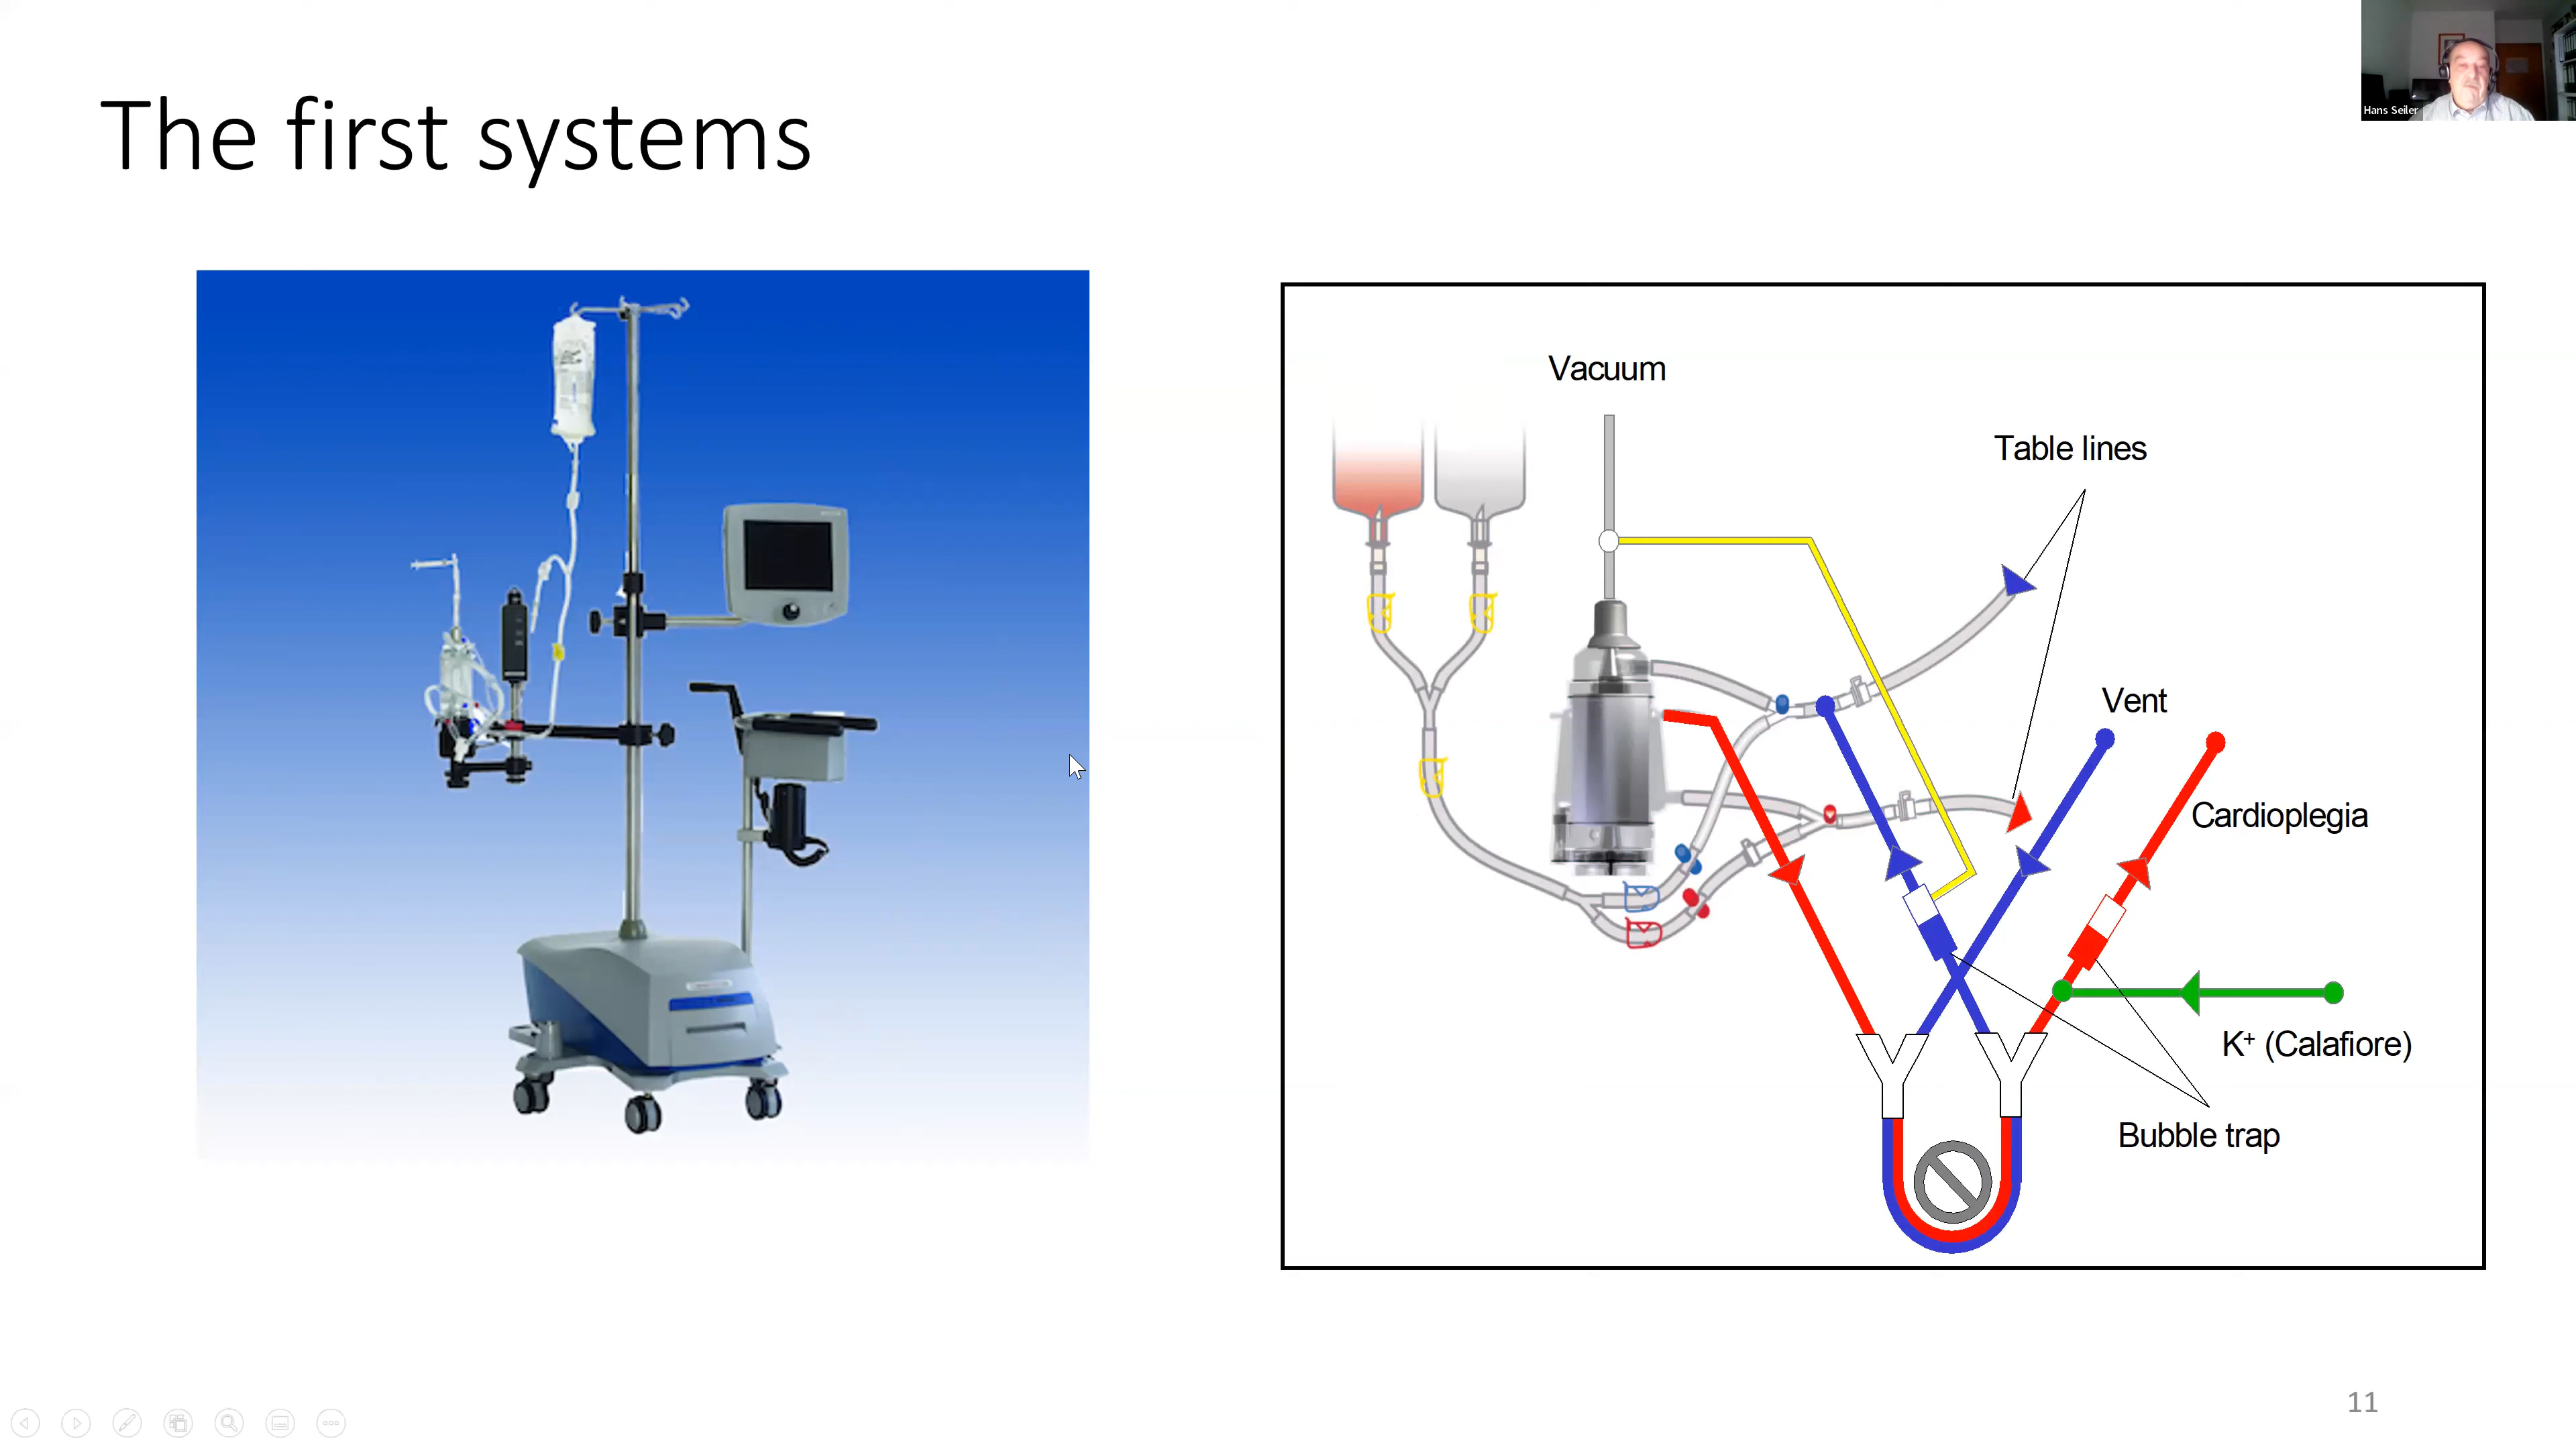 Hans Seiler
The first systems
Vacuum
Table lines
Vent
Cardioplegia
K⁺ (Calafiore)
Bubble trap
11